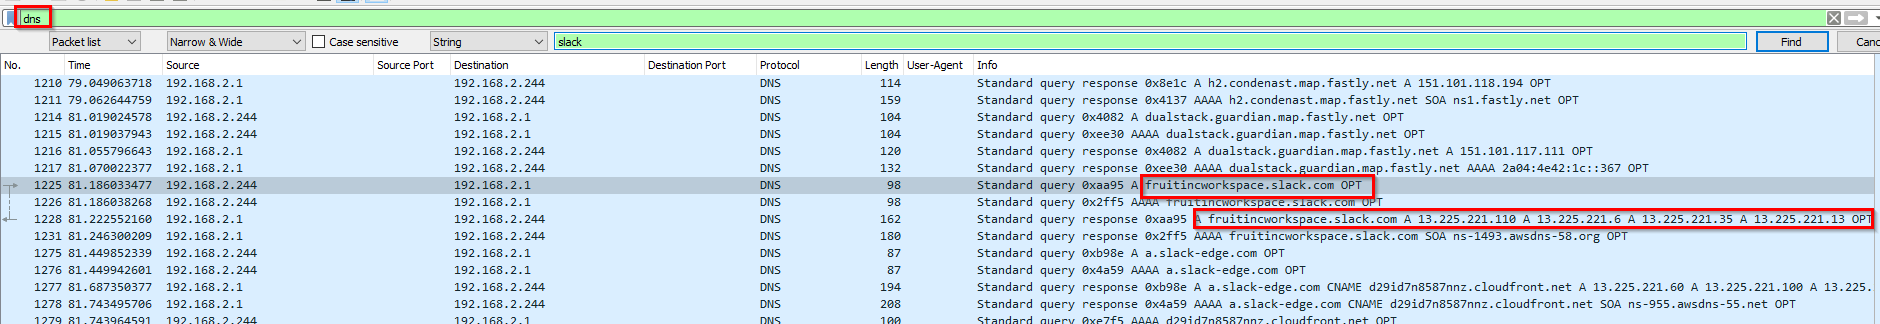 dns
Packet list Narrow & Wide Case sensitive String slack Find Canc
No. Time Source Source Port Destination Destination Port Protocol Length User-Agent Info
1210 79.049063718 192.168.2.1 192.168.2.244 DNS 114 Standard query response 0x8e1c A h2.condenast.map.fastly.net A 151.101.118.194 OPT
1211 79.062644759 192.168.2.1 192.168.2.244 DNS 159 Standard query response 0x4137 AAAA h2.condenast.map.fastly.net SOA ns1.fastly.net OPT
1214 81.019024578 192.168.2.244 192.168.2.1 DNS 104 Standard query 0x4082 A dualstack.guardian.map.fastly.net OPT
1215 81.019037943 192.168.2.244 192.168.2.1 DNS 104 Standard query 0xee30 AAAA dualstack.guardian.map.fastly.net OPT
1216 81.055796643 192.168.2.1 192.168.2.244 DNS 120 Standard query response 0x4082 A dualstack.guardian.map.fastly.net A 151.101.117.111 OPT
1217 81.070022377 192.168.2.1 192.168.2.244 DNS 132 Standard query response 0xee30 AAAA dualstack.guardian.map.fastly.net AAAA 2a04:4e42:1c::367 OPT
1225 81.186033477 192.168.2.244 192.168.2.1 DNS 98 Standard query 0xaa95 A fruitincworkspace.slack.com OPT
1226 81.186038268 192.168.2.244 192.168.2.1 DNS 98 Standard query 0x2ff5 AAAA fruitincworkspace.slack.com OPT
1228 81.222552160 192.168.2.1 192.168.2.244 DNS 162 Standard query response 0xaa95 A fruitincworkspace.slack.com A 13.225.221.110 A 13.225.221.6 A 13.225.221.35 A 13.225.221.13 OPT
1231 81.246300209 192.168.2.1 192.168.2.244 DNS 180 Standard query response 0x2ff5 AAAA fruitincworkspace.slack.com SOA ns-1493.awsdns-58.org OPT
1275 81.449852339 192.168.2.244 192.168.2.1 DNS 87 Standard query 0xb98e A a.slack-edge.com OPT
1276 81.449942601 192.168.2.244 192.168.2.1 DNS 87 Standard query 0x4a59 AAAA a.slack-edge.com OPT
1277 81.687350377 192.168.2.1 192.168.2.244 DNS 194 Standard query response 0xb98e A a.slack-edge.com CNAME d29id7n8587nnz.cloudfront.net A 13.225.221.60 A 13.225.221.100 A 13.225.
1278 81.743495706 192.168.2.1 192.168.2.244 DNS 208 Standard query response 0x4a59 AAAA a.slack-edge.com CNAME d29id7n8587nnz.cloudfront.net SOA ns-955.awsdns-55.net OPT
1279 81.743964591 192.168.2.244 192.168.2.1 DNS 100 Standard query 0xe7f5 A d29id7n8587nnz.cloudfront.net OPT